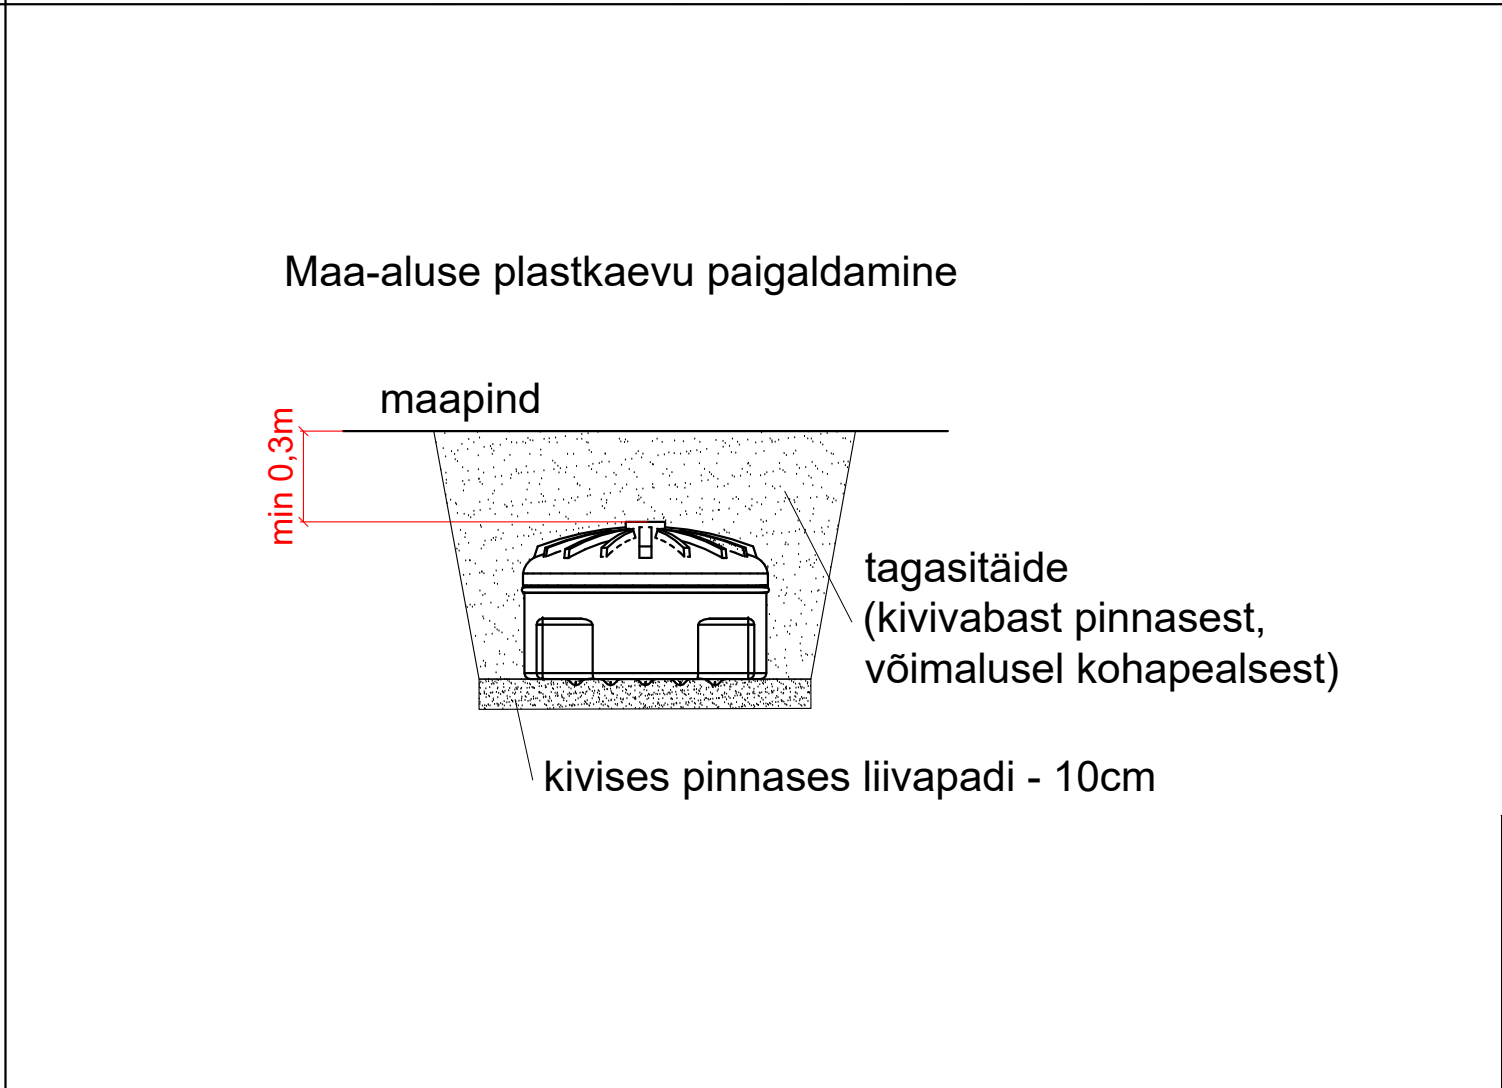 Maa-aluse plastkaevu paigaldamine
maapind
min 0,3m
tagasitäide
(kivivabast pinnasest,
võimalusel kohapealsest)
kivises pinnases liivapadi - 10cm